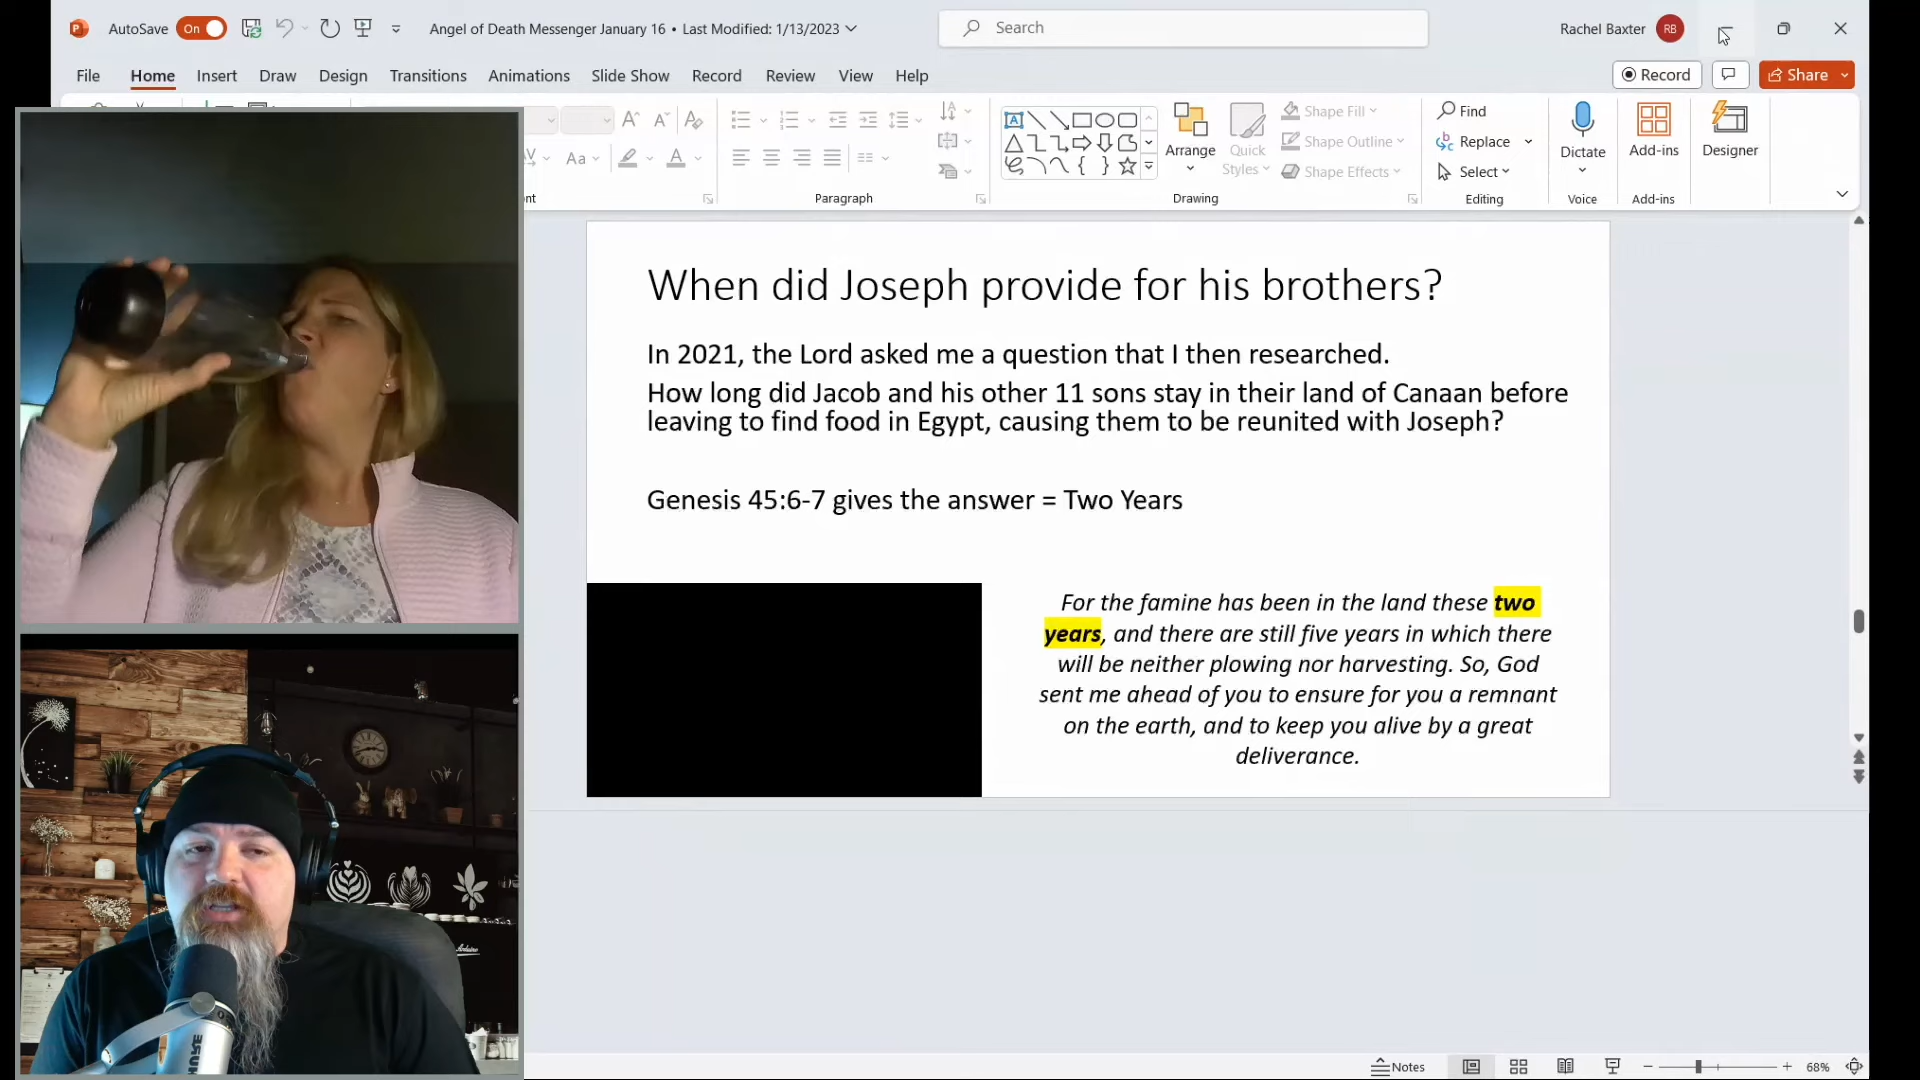 AutoSave On Angel of Death Messenger January 16 • Last Modified: 1/13/2023 Search Rachel Baxter RB
File Home Insert Draw Design Transitions Animations Slide Show Record Review View Help Record Share
Aa
Paragraph
Arrange
Quick
Styles
Shape Fill
Shape Outline
Shape Effects
Drawing
Find
Replace
Select
Editing
Dictate
Voice
Add-ins
Add-ins
Designer
When did Joseph provide for his brothers?
In 2021, the Lord asked me a question that I then researched.
How long did Jacob and his other 11 sons stay in their land of Canaan before
leaving to find food in Egypt, causing them to be reunited with Joseph?
Genesis 45:6-7 gives the answer = Two Years
For the famine has been in the land these two
years, and there are still five years in which there
will be neither plowing nor harvesting. So, God
sent me ahead of you to ensure for you a remnant
on the earth, and to keep you alive by a great
deliverance.
Notes 68%